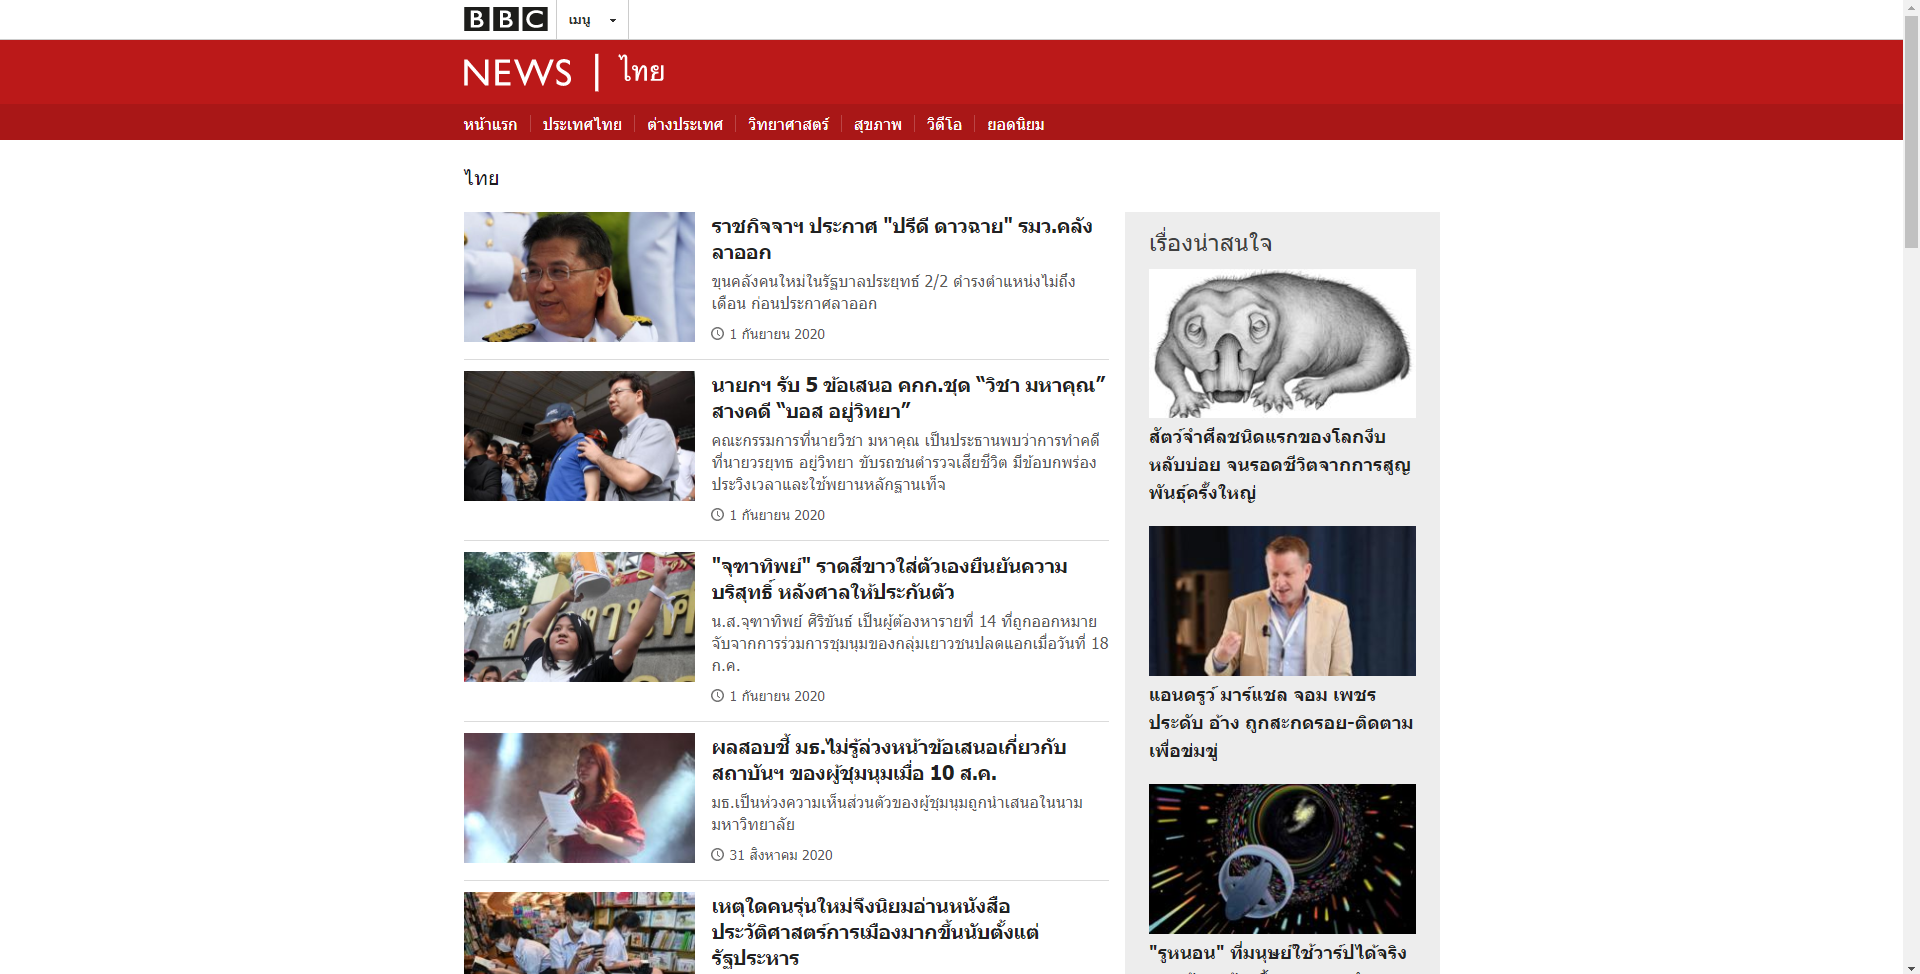 BBC
เมนู
NEWS | ไทย
หน้าแรก
ประเทศไทย
ต่างประเทศ
วิทยาศาสตร์
สุขภาพ
วิดีโอ
ยอดนิยม
ไทย
ราชกิจจาฯ ประกาศ "ปรีดี ดาวฉาย" รมว.คลัง
ลาออก
ขุนคลังคนใหม่ในรัฐบาลประยุทธ์ 2/2 ดำรงตำแหน่งไม่ถึง
เดือน ก่อนประกาศลาออก
1 กันยายน 2020
นายกฯ รับ 5 ข้อเสนอ คกก.ชุด “วิชา มหาคุณ”
สางคดี “บอส อยู่วิทยา”
คณะกรรมการที่นายวิชา มหาคุณ เป็นประธานพบว่าการทำคดี
ที่นายวรยุทธ อยู่วิทยา ขับรถชนตำรวจเสียชีวิต มีข้อบกพร่อง
ประวิงเวลาและใช้พยานหลักฐานเท็จ
1 กันยายน 2020
"จุฑาทิพย์" ราดสีขาวใส่ตัวเองยืนยันความ
บริสุทธิ์ หลังศาลให้ประกันตัว
น.ส.จุฑาทิพย์ ศิริขันธ์ เป็นผู้ต้องหารายที่ 14 ที่ถูกออกหมาย
จับจากการร่วมการชุมนุมของกลุ่มเยาวชนปลดแอกเมื่อวันที่ 18
ก.ค.
1 กันยายน 2020
ผลสอบชี้ มธ.ไม่รู้ล่วงหน้าข้อเสนอเกี่ยวกับ
สถาบันฯ ของผู้ชุมนุมเมื่อ 10 ส.ค.
มธ.เป็นห่วงความเห็นส่วนตัวของผู้ชุมนุมถูกนำเสนอในนาม
มหาวิทยาลัย
31 สิงหาคม 2020
เหตุใดคนรุ่นใหม่จึงนิยมอ่านหนังสือ
ประวัติศาสตร์การเมืองมากขึ้นนับตั้งแต่
รัฐประหาร
เรื่องน่าสนใจ
สัตว์จำศีลชนิดแรกของโลกงีบ
หลับบ่อย จนรอดชีวิตจากการสูญ
พันธุ์ครั้งใหญ่
แอนดรูว์ มาร์แชล จอม เพชร
ประดับ อ้าง ถูกสะกดรอย-ติดตาม
เพื่อข่มขู่
"รูหนอน" ที่มนุษย์ใช้วาร์ปได้จริง